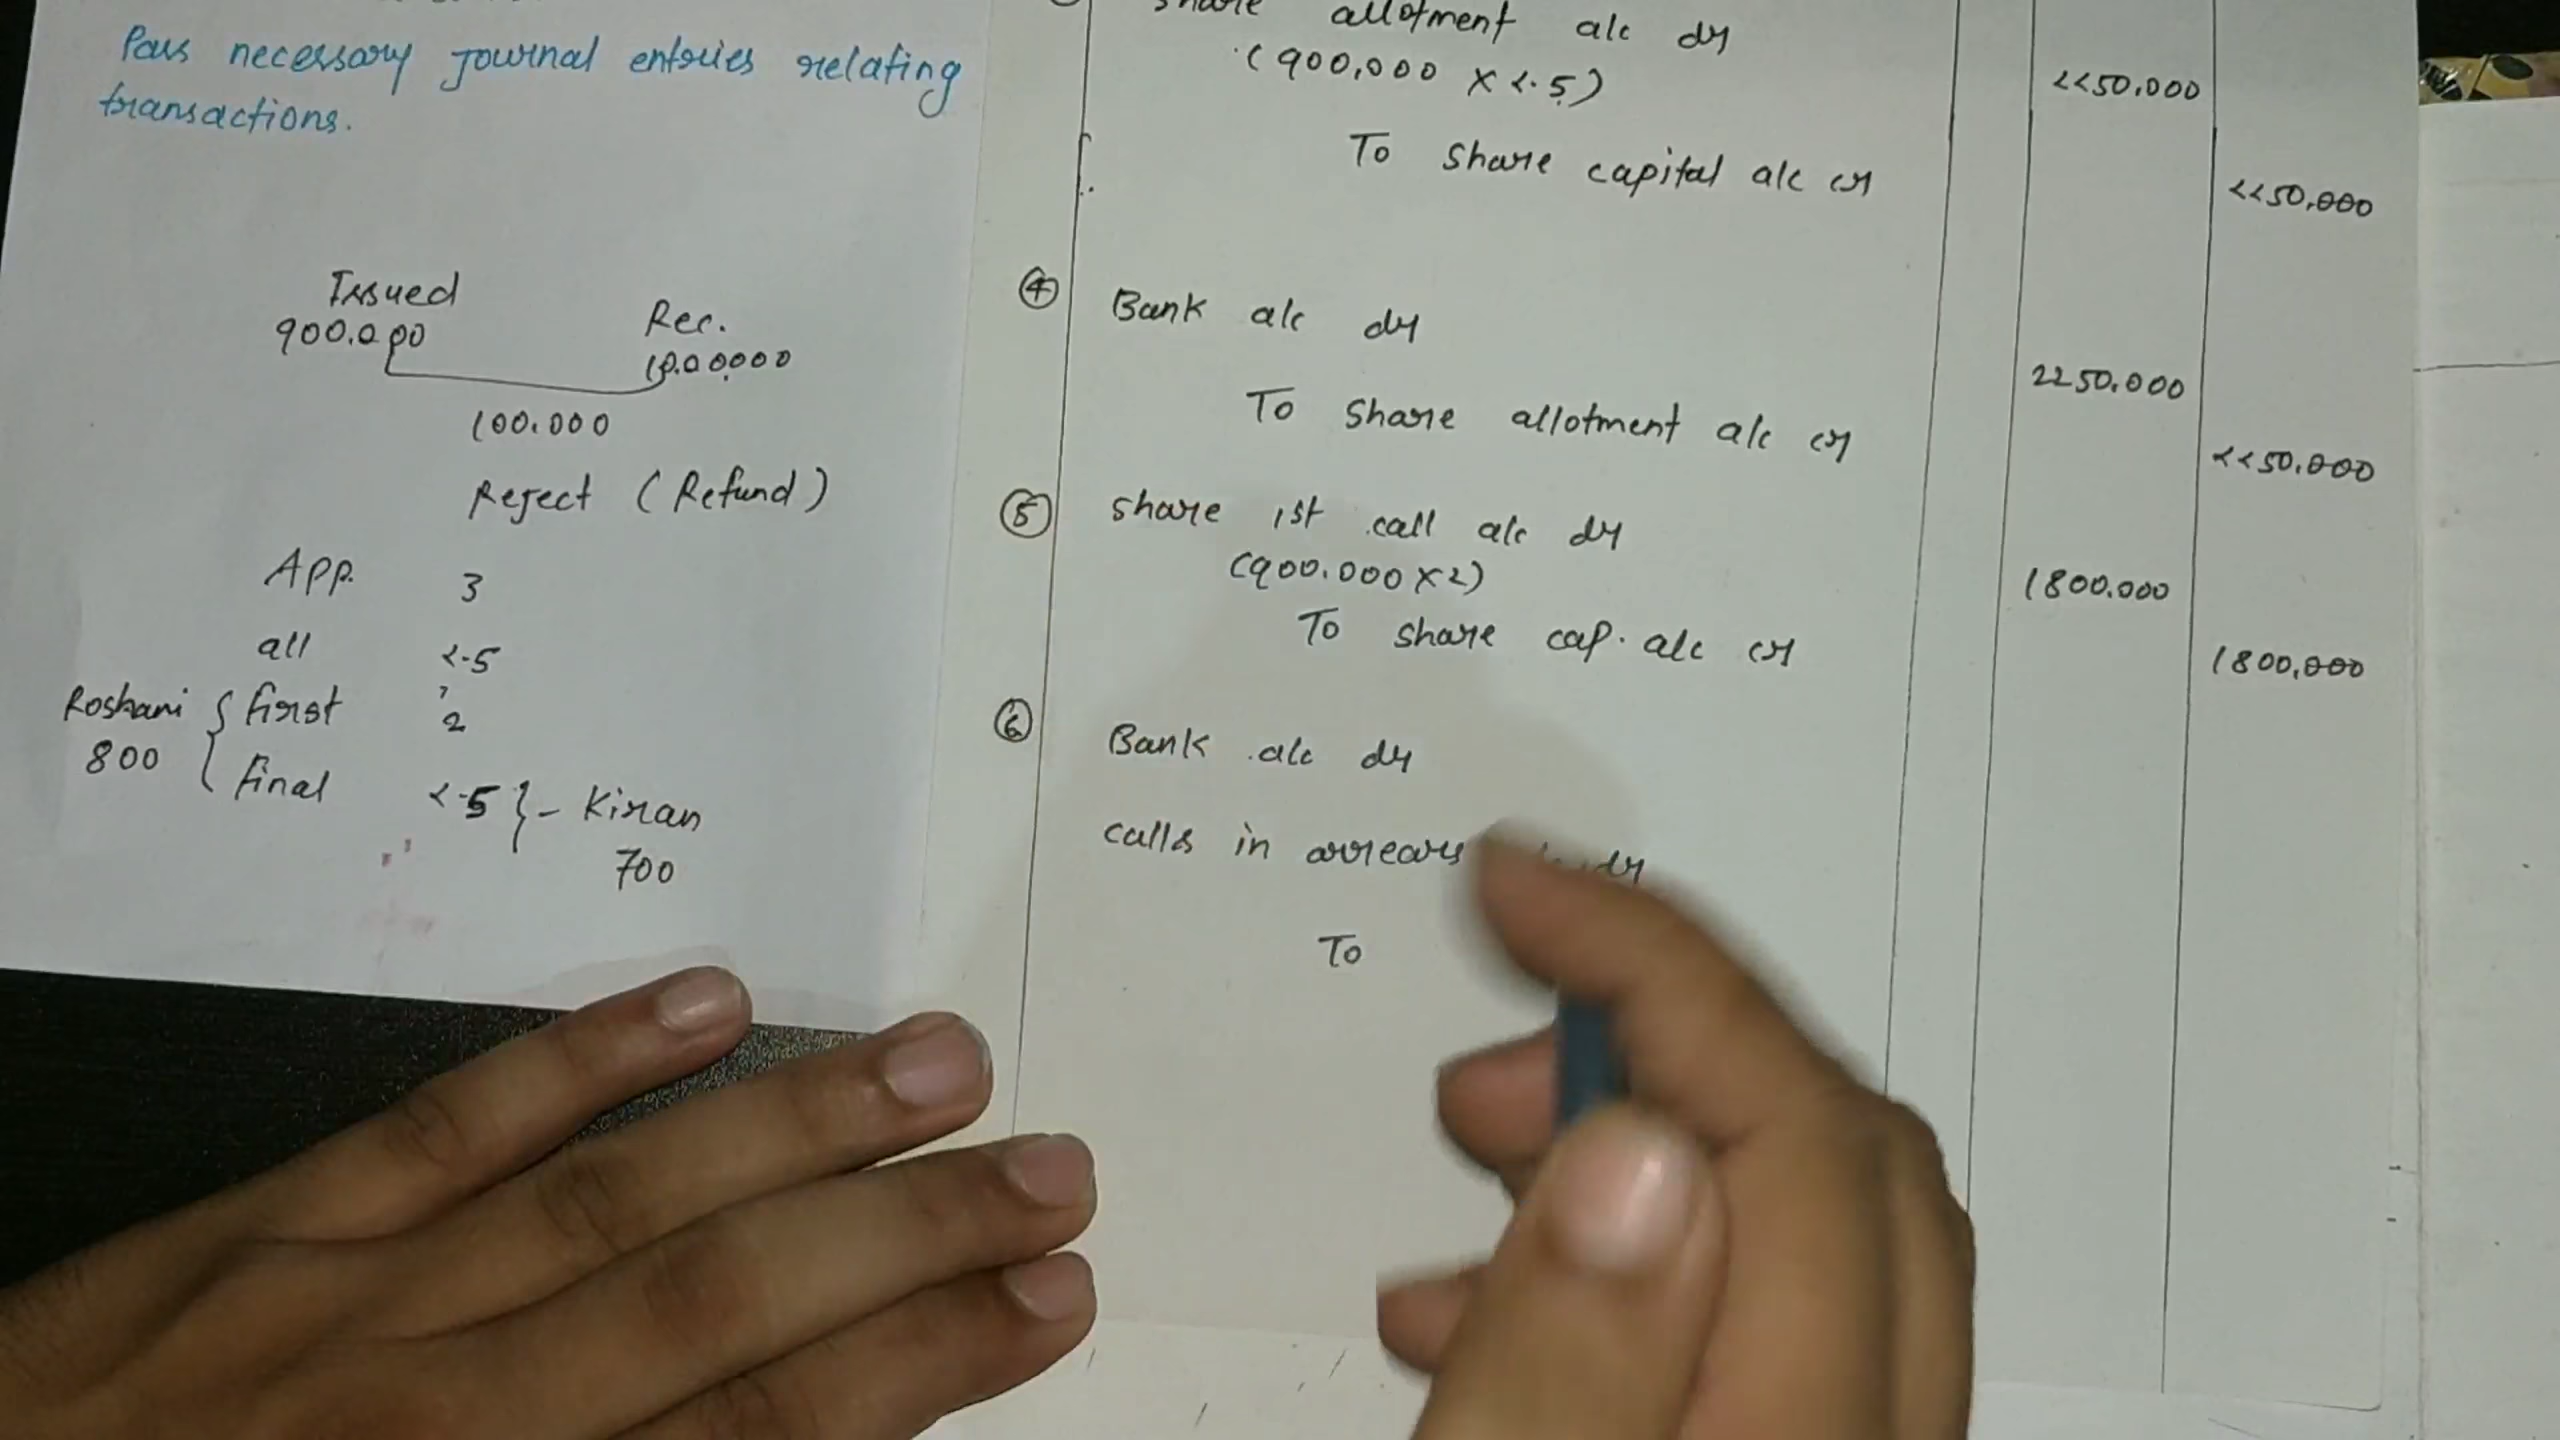 Pass necessary Journal entries relating
transactions.
Issued
900,000
Rec.
10,00,000
100,000
Reject (Refund)
App. 3
all 2.5
Roshani { first 2
800 final 2.5 } - Kiran
700
share allotment a/c dr
(900,000 x 2.5)
2250,000
To share capital a/c cr
2250,000
④ Bank a/c dr
2250,000
To share allotment a/c cr
2250,000
⑤ share 1st call a/c dr
(900,000 x 2)
1800,000
To share cap. a/c cr
1800,000
⑥ Bank a/c dr
calls in arrears dr
To